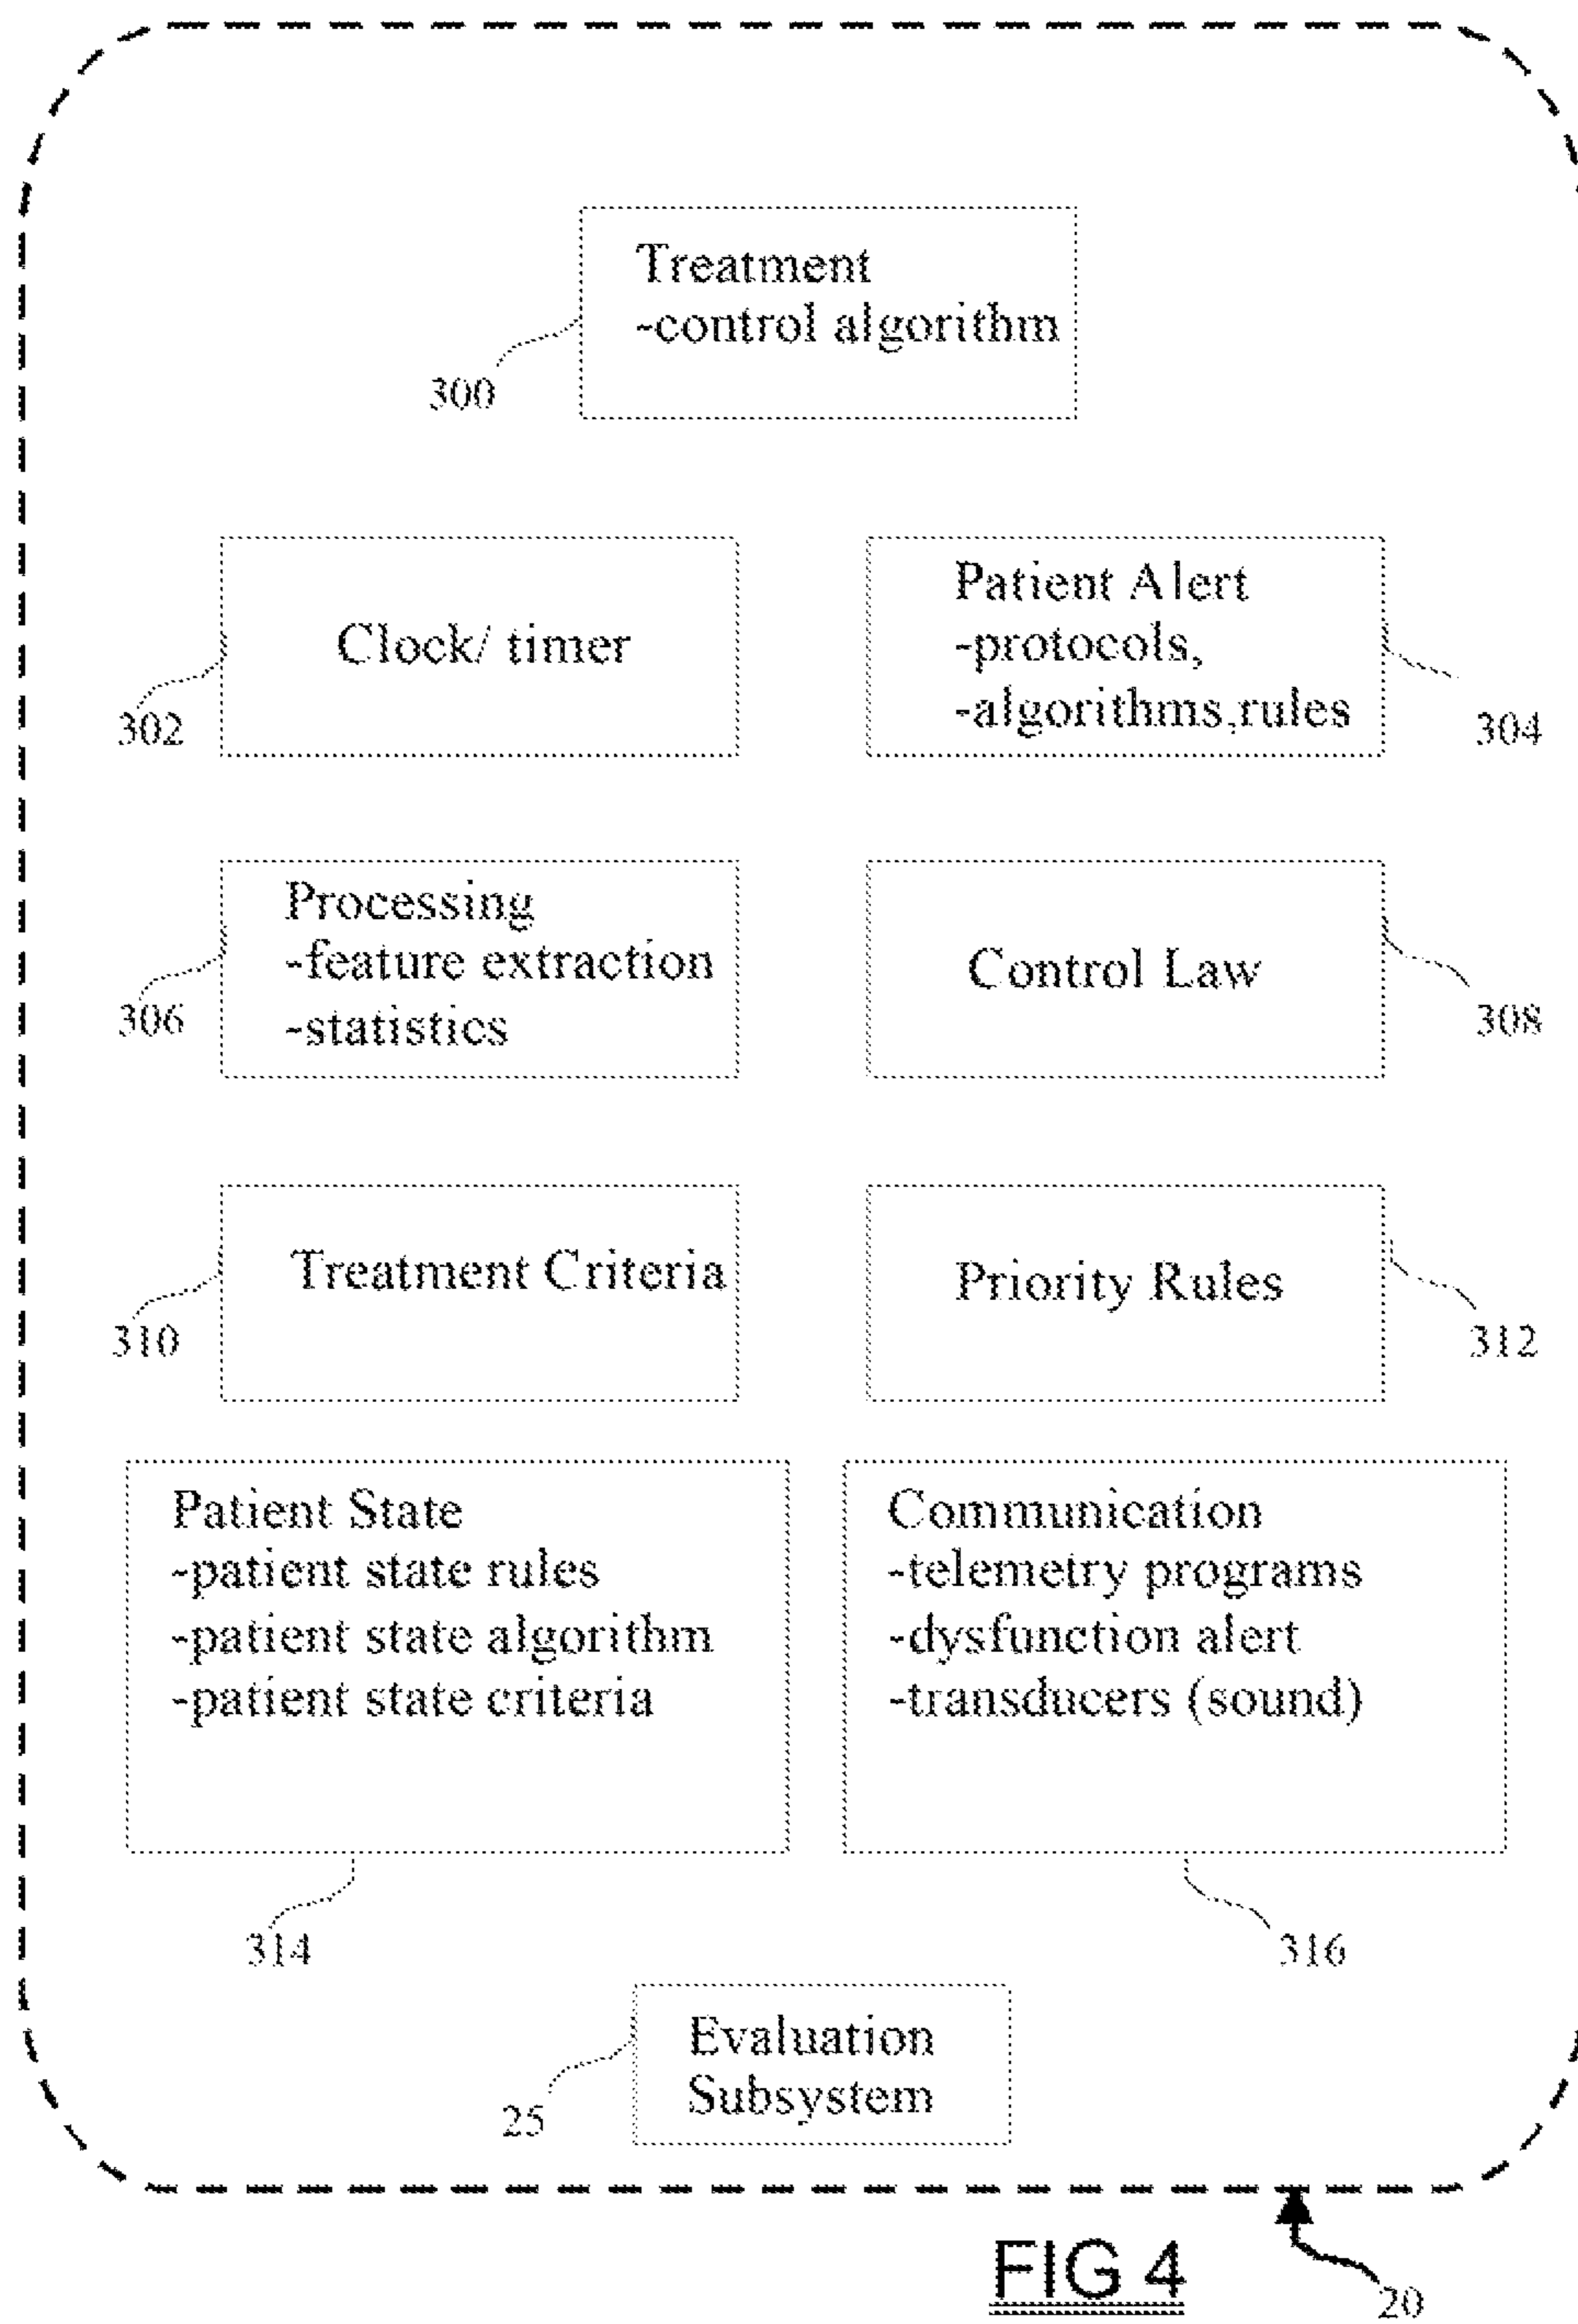 Treatment
-control algorithm
300
Clock/ timer
302
Patient Alert
-protocols,
-algorithms,rules
304
Processing
-feature extraction
-statistics
306
Control Law
308
Treatment Criteria
310
Priority Rules
312
Patient State
-patient state rules
-patient state algorithm
-patient state criteria
314
Communication
-telemetry programs
-dysfunction alert
-transducers (sound)
316
Evaluation
Subsystem
25
FIG 4
20